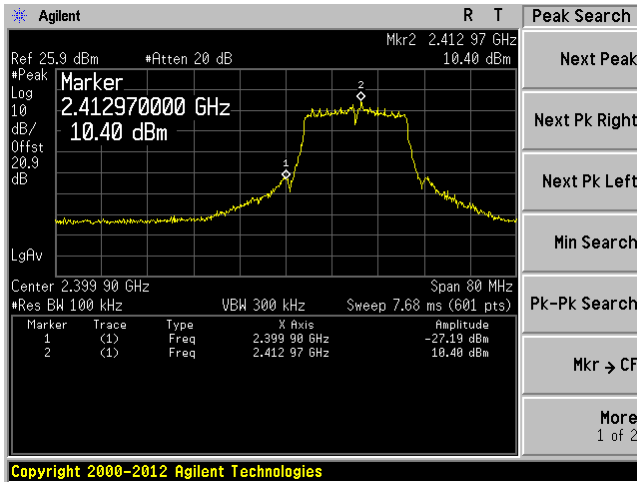 Agilent
R T
Peak Search
Mkr2 2.412 97 GHz
Ref 25.9 dBm #Atten 20 dB 10.40 dBm
#Peak
Log
10
dB/
Offst
20.9
dB
LgAv
Marker
2.412970000 GHz
10.40 dBm
1
2
Center 2.399 90 GHz Span 80 MHz
#Res BW 100 kHz VBW 300 kHz Sweep 7.68 ms (601 pts)
Marker Trace Type X Axis Amplitude
1 (1) Freq 2.399 90 GHz -27.19 dBm
2 (1) Freq 2.412 97 GHz 10.40 dBm
Next Peak
Next Pk Right
Next Pk Left
Min Search
Pk-Pk Search
Mkr → CF
More
1 of 2
Copyright 2000-2012 Agilent Technologies